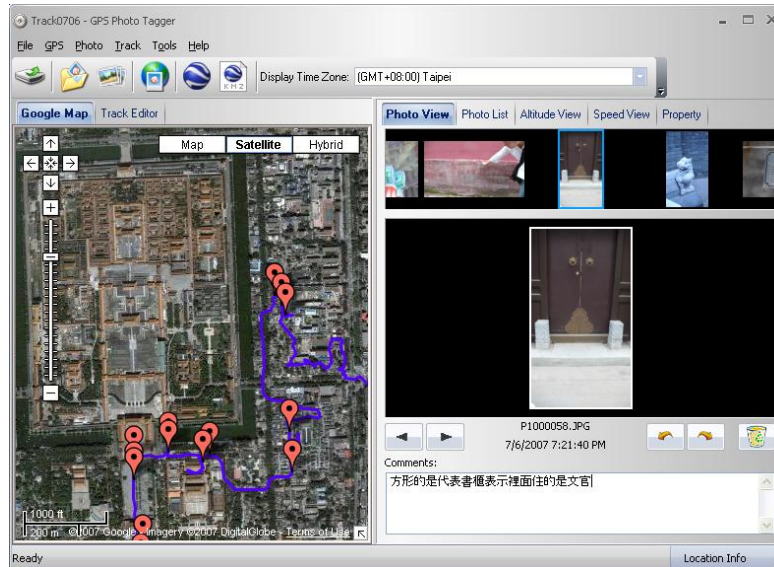 Track0706 - GPS Photo Tagger
File GPS Photo Track Tools Help
KMZ
Display Time Zone: (GMT+08:00) Taipei
Google Map Track Editor
Photo View Photo List Altitude View Speed View Property
Map Satellite Hybrid
1000 ft
200 m ©2007 Google - Imagery ©2007 DigitalGlobe - Terms of Use
P1000058.JPG
7/6/2007 7:21:40 PM
Comments:
方形的是代表書櫃表示裡面住的是文官
Ready
Location Info